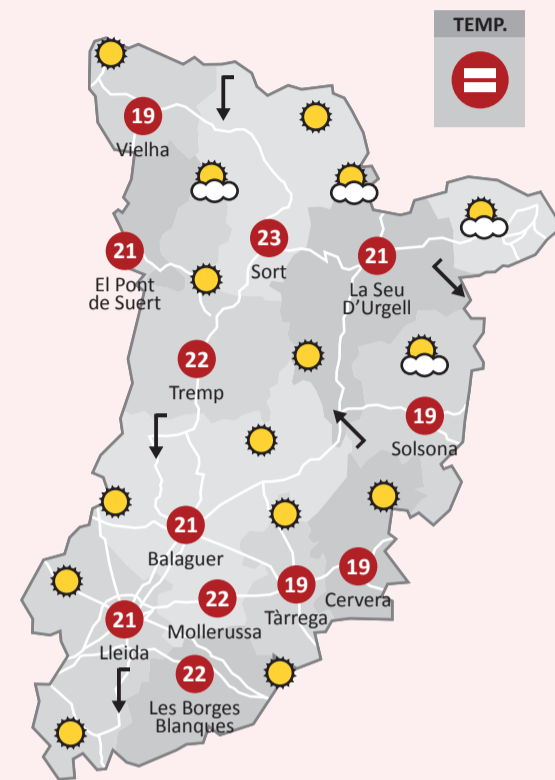 TEMP.
19
Vielha
21
El Pont
de Suert
23
Sort
21
La Seu
D'Urgell
22
Tremp
19
Solsona
21
Balaguer
22
Mollerussa
19
Tàrrega
19
Cervera
21
Lleida
22
Les Borges
Blanques